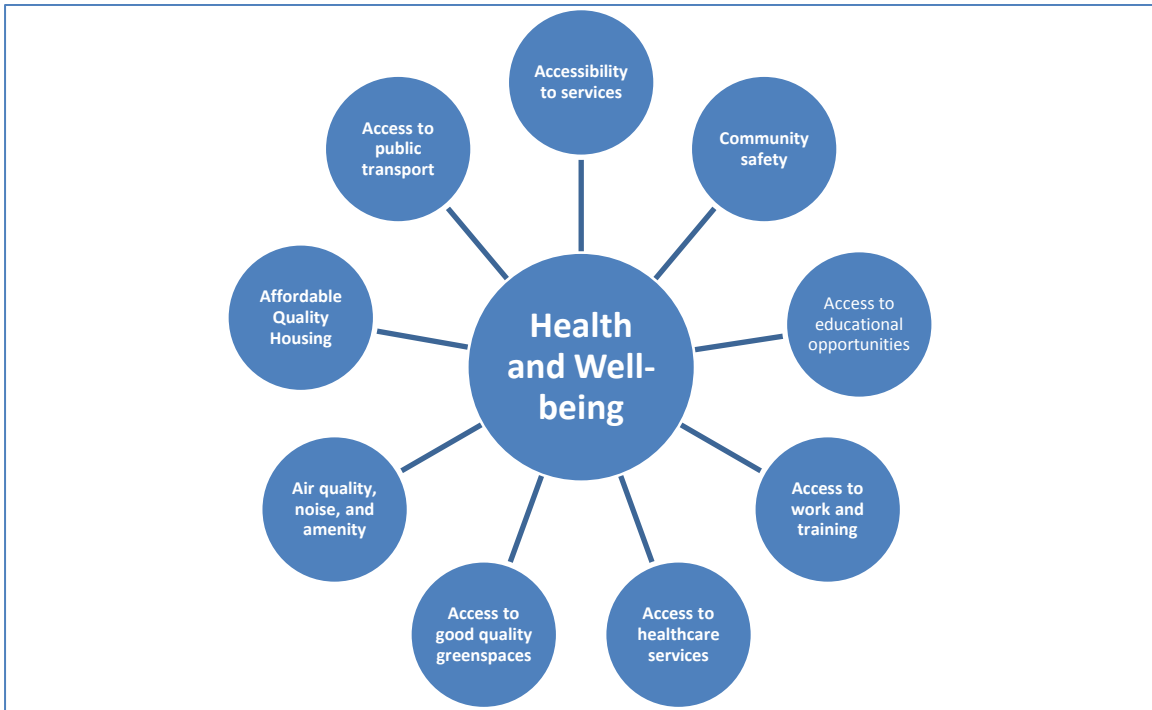 Accessibility
to services
Community
safety
Access to
educational
opportunities
Access to
work and
training
Access to
healthcare
services
Access to
good quality
greenspaces
Air quality,
noise, and
amenity
Affordable
Quality
Housing
Access to
public
transport
Health
and Well-
being